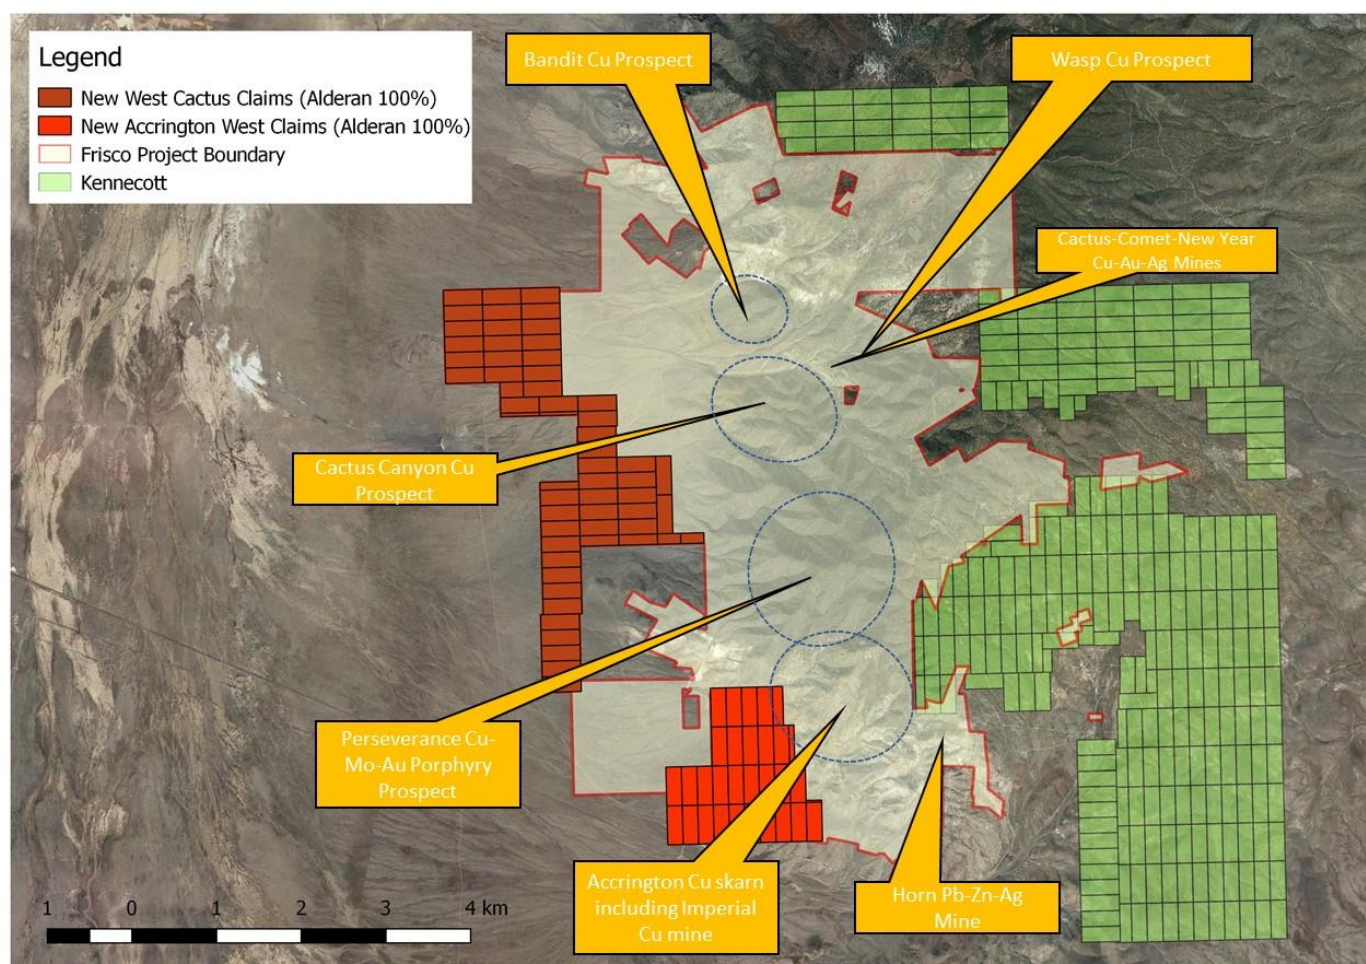 Legend
New West Cactus Claims (Alderan 100%)
New Accrington West Claims (Alderan 100%)
Frisco Project Boundary
Kennecott
Bandit Cu Prospect
Wasp Cu Prospect
Cactus-Comet-New Year
Cu-Au-Ag Mines
Cactus Canyon Cu
Prospect
Perseverance Cu-
Mo-Au Porphyry
Prospect
Accrington Cu skarn
including Imperial
Cu mine
Horn Pb-Zn-Ag
Mine
1 0 1 2 3 4 km